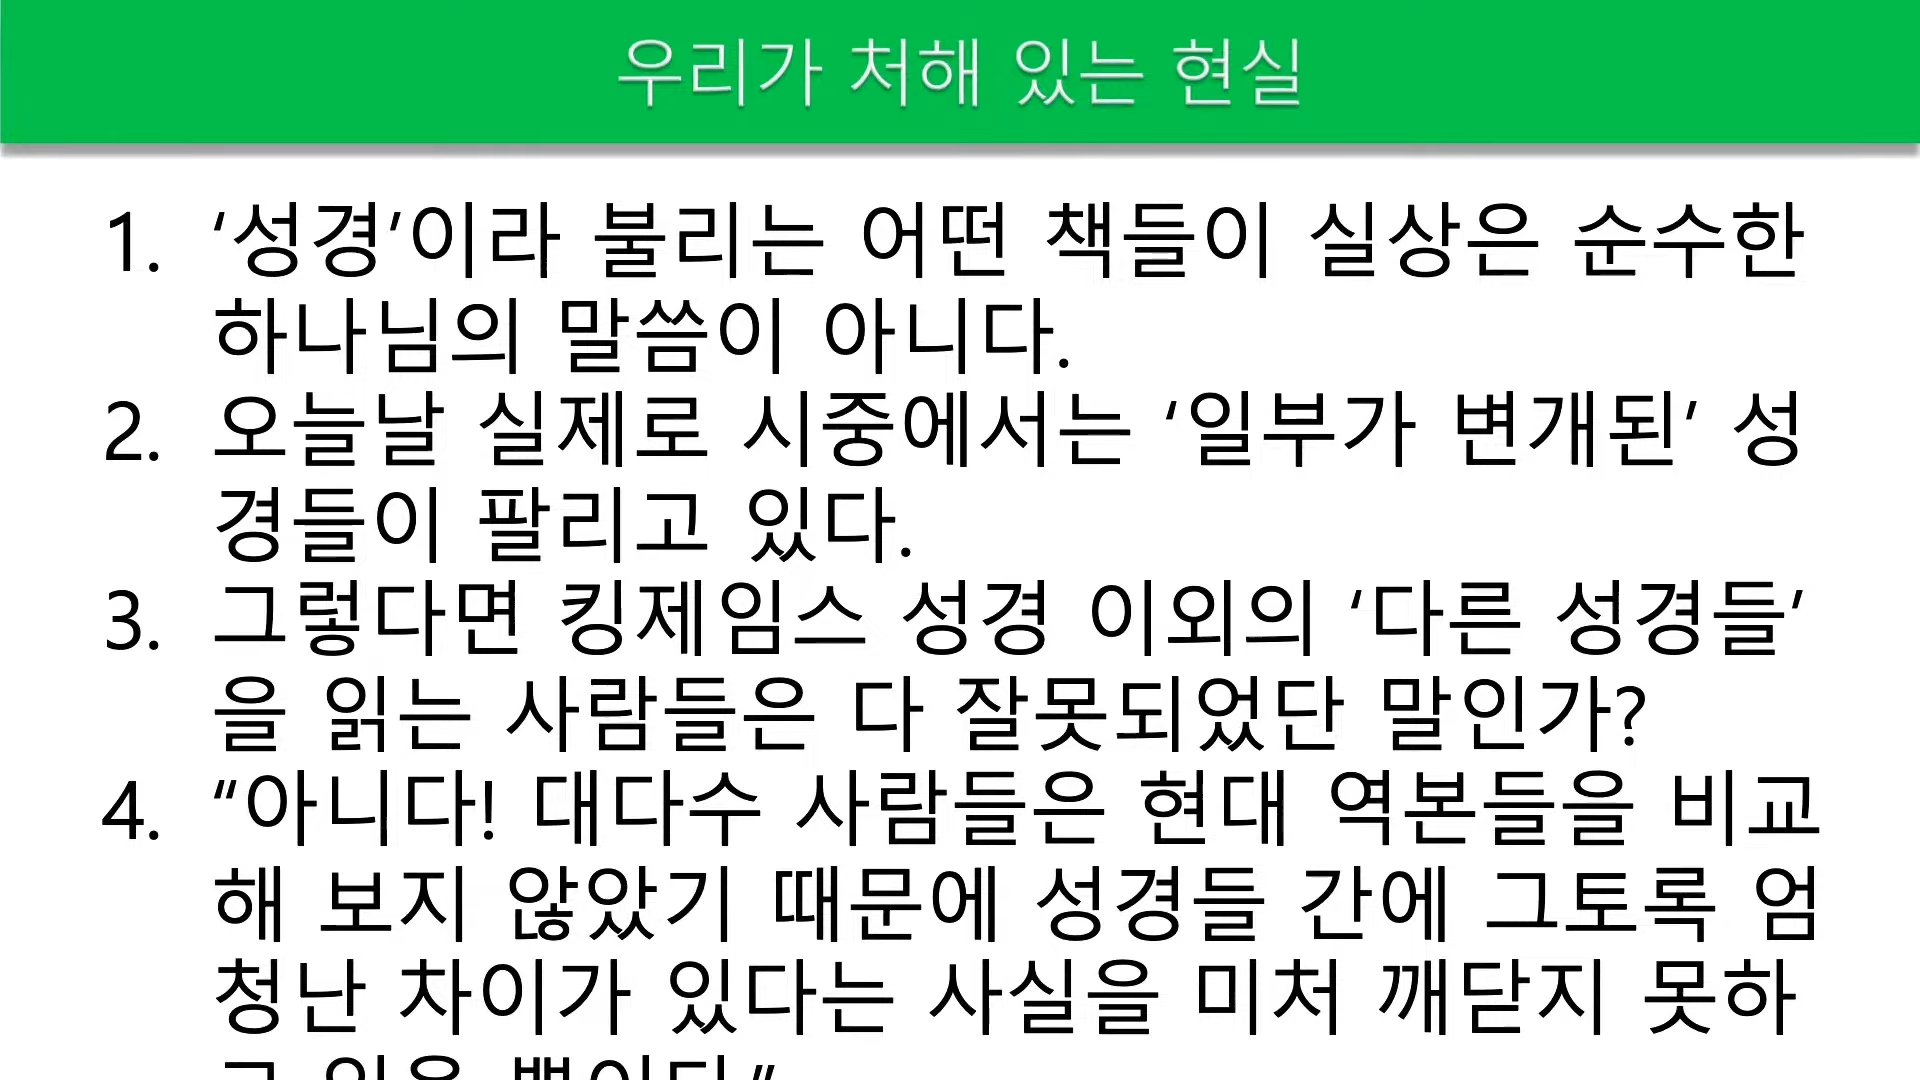 우리가 처해 있는 현실
1. ‘성경’이라 불리는 어떤 책들이 실상은 순수한
하나님의 말씀이 아니다.
2. 오늘날 실제로 시중에서는 ‘일부가 변개된’ 성
경들이 팔리고 있다.
3. 그렇다면 킹제임스 성경 이외의 ‘다른 성경들’
을 읽는 사람들은 다 잘못되었단 말인가?
4. “아니다! 대다수 사람들은 현대 역본들을 비교
해 보지 않았기 때문에 성경들 간에 그토록 엄
청난 차이가 있다는 사실을 미처 깨닫지 못하
고 있을 뿐이다.”